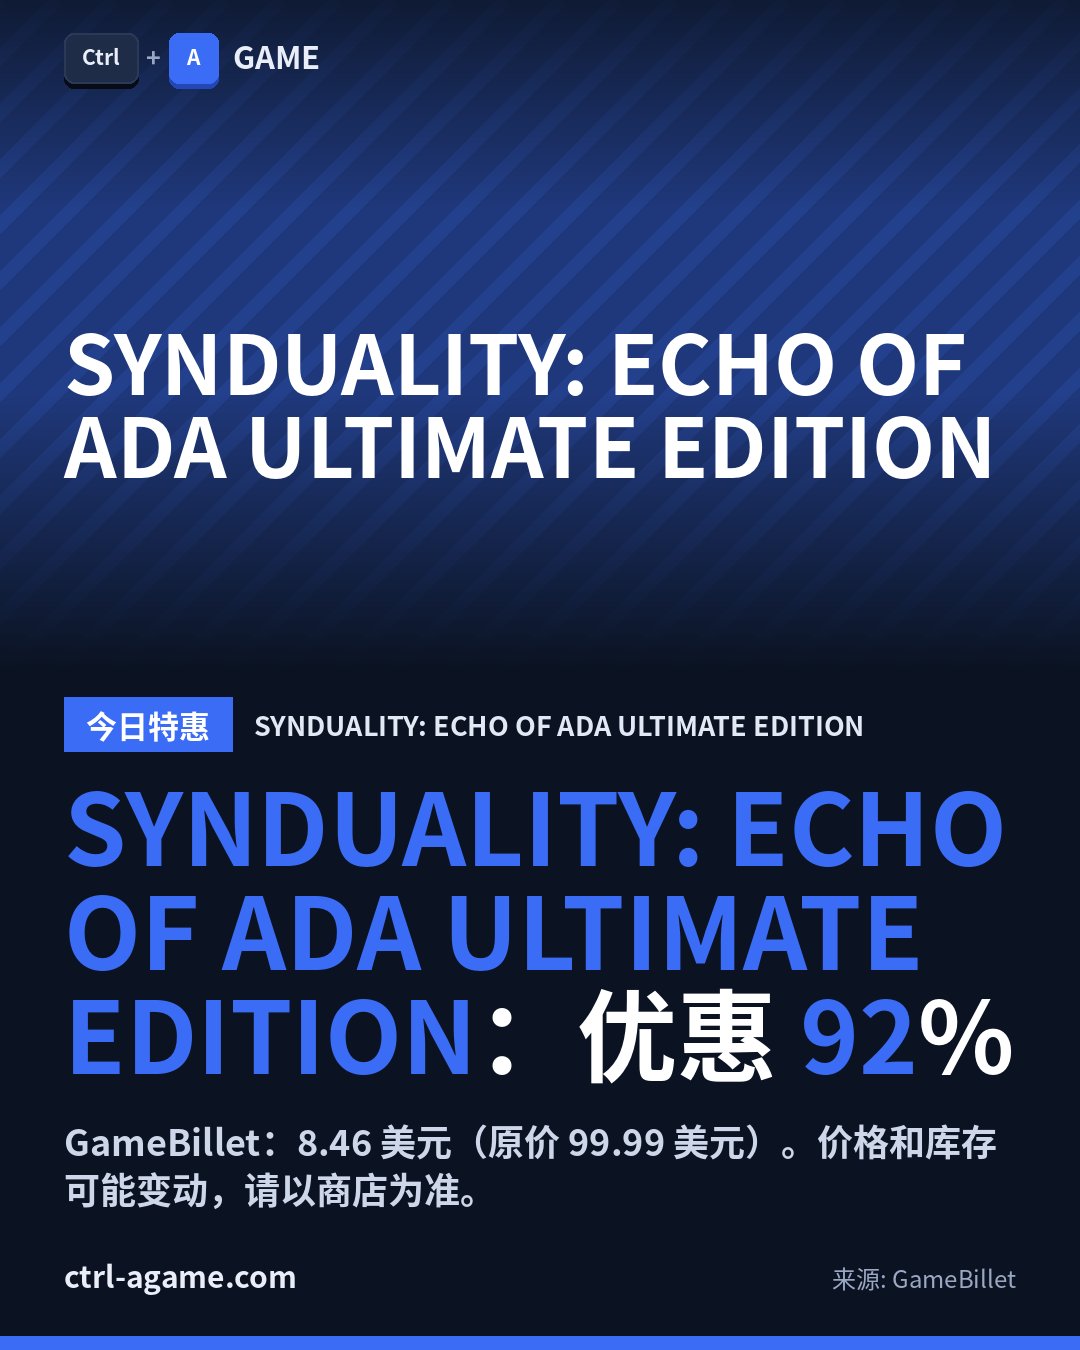 Ctrl + A GAME
SYNDUALITY: ECHO OF
ADA ULTIMATE EDITION
今日特惠 SYNDUALITY: ECHO OF ADA ULTIMATE EDITION
SYNDUALITY: ECHO
OF ADA ULTIMATE
EDITION：优惠 92%
GameBillet：8.46 美元（原价 99.99 美元）。价格和库存
可能变动，请以商店为准。
ctrl-agame.com
来源: GameBillet